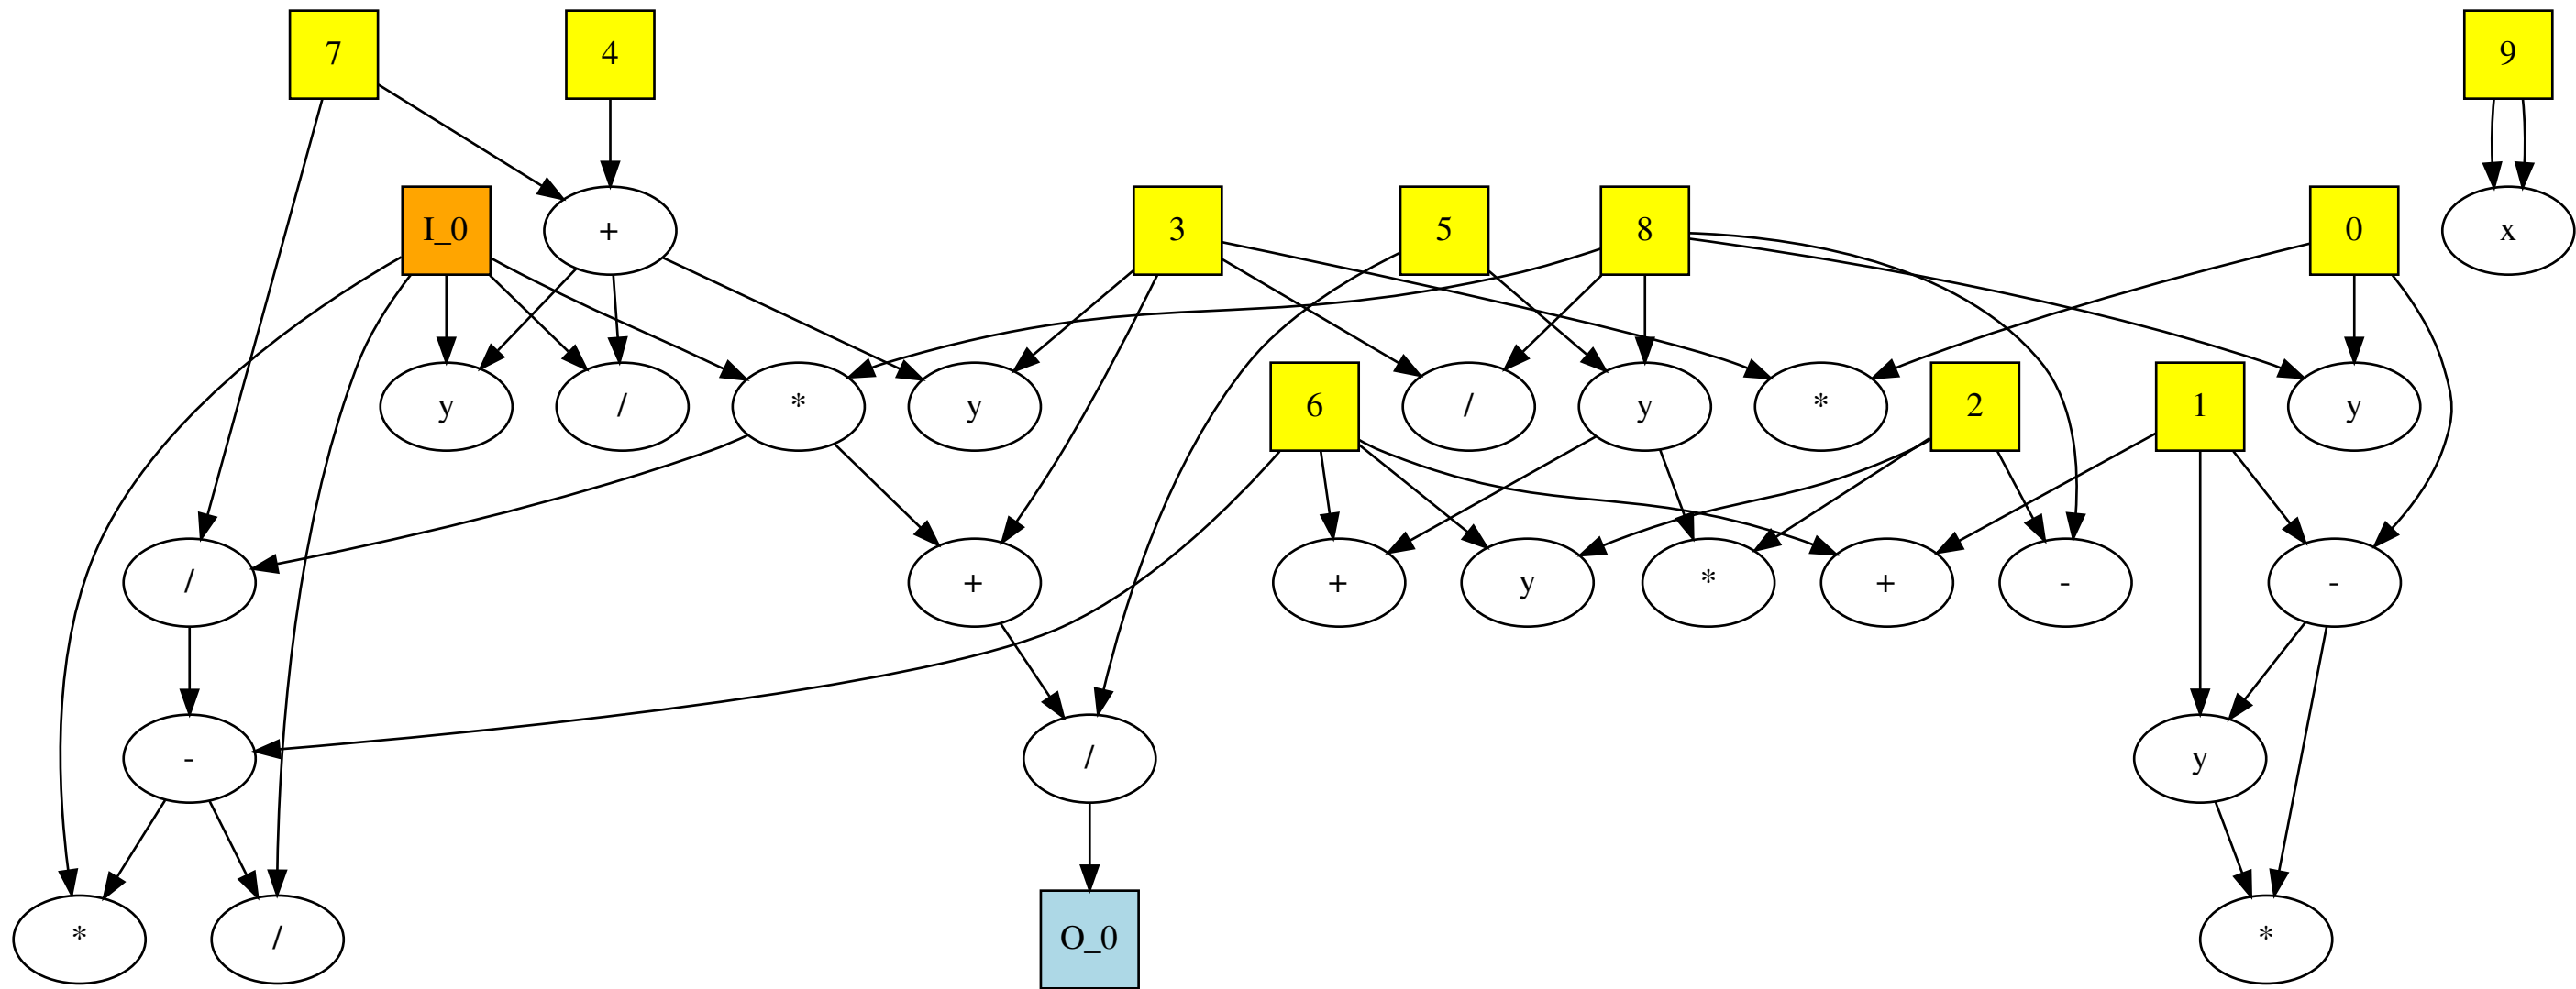 7 4 9
I_0 + 3 5 8 0 x
y / * y 6 / y * 2 1 y
/ + + y * + - -
- / y
* / O_0 *